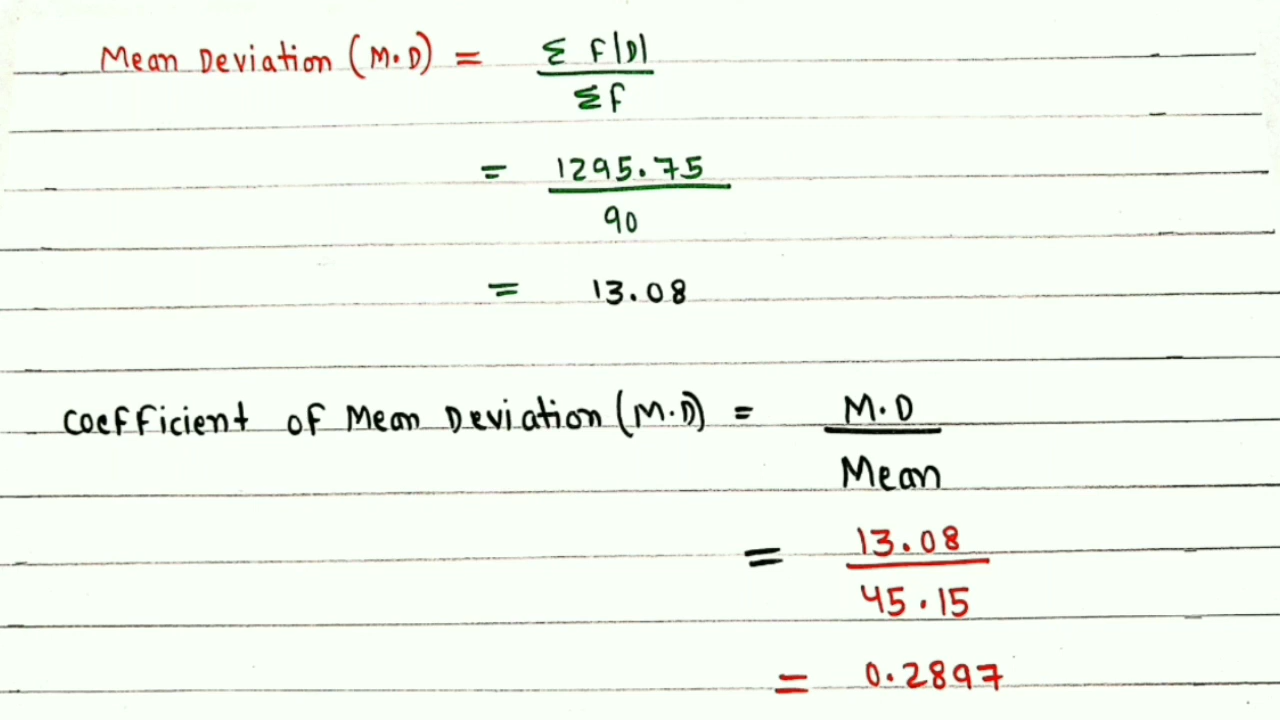 Mean Deviation (M.D) = Σ F|D|
ΣF
= 1295.75
90
= 13.08
Coefficient of Mean Deviation (M.D) = M.D
Mean
= 13.08
45.15
= 0.2897